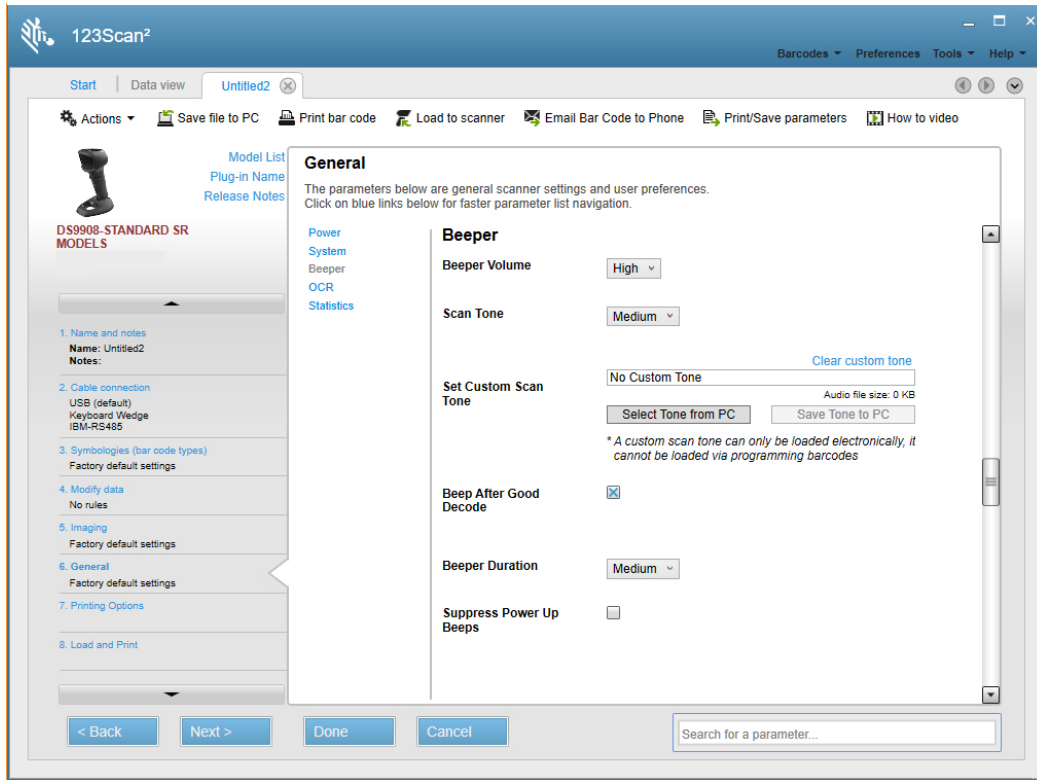 123Scan²
Barcodes Preferences Tools Help
Start Data view Untitled2
Actions Save file to PC Print bar code Load to scanner Email Bar Code to Phone Print/Save parameters How to video
Model List
Plug-in Name
Release Notes
DS9908-STANDARD SR
MODELS
1. Name and notes
Name: Untitled2
Notes:
2. Cable connection
USB (default)
Keyboard Wedge
IBM-RS485
3. Symbologies (bar code types)
Factory default settings
4. Modify data
No rules
5. Imaging
Factory default settings
6. General
Factory default settings
7. Printing Options
8. Load and Print
General
The parameters below are general scanner settings and user preferences.
Click on blue links below for faster parameter list navigation.
Power
System
Beeper
OCR
Statistics
Beeper
Beeper Volume High
Scan Tone Medium
Clear custom tone
Set Custom Scan
Tone
No Custom Tone
Audio file size: 0 KB
Select Tone from PC Save Tone to PC
* A custom scan tone can only be loaded electronically, it
cannot be loaded via programming barcodes
Beep After Good
Decode
Beeper Duration Medium
Suppress Power Up
Beeps
< Back Next > Done Cancel Search for a parameter...